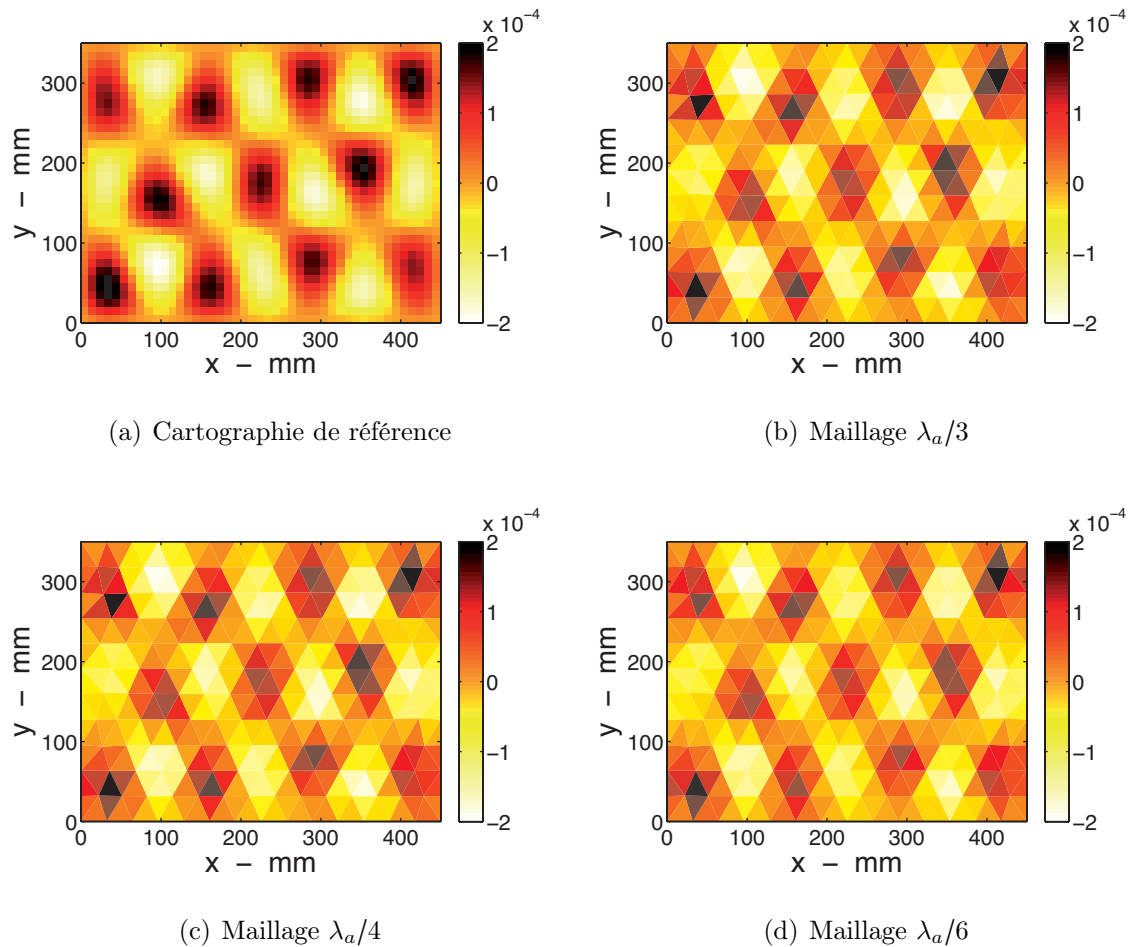 x 10⁻⁴
2
1
0
−1
−2
300
200
100
0
0 100 200 300 400
y − mm
x − mm
(a) Cartographie de référence
x 10⁻⁴
2
1
0
−1
−2
300
200
100
0
0 100 200 300 400
y − mm
x − mm
(b) Maillage λₐ/3
x 10⁻⁴
2
1
0
−1
−2
300
200
100
0
0 100 200 300 400
y − mm
x − mm
(c) Maillage λₐ/4
x 10⁻⁴
2
1
0
−1
−2
300
200
100
0
0 100 200 300 400
y − mm
x − mm
(d) Maillage λₐ/6